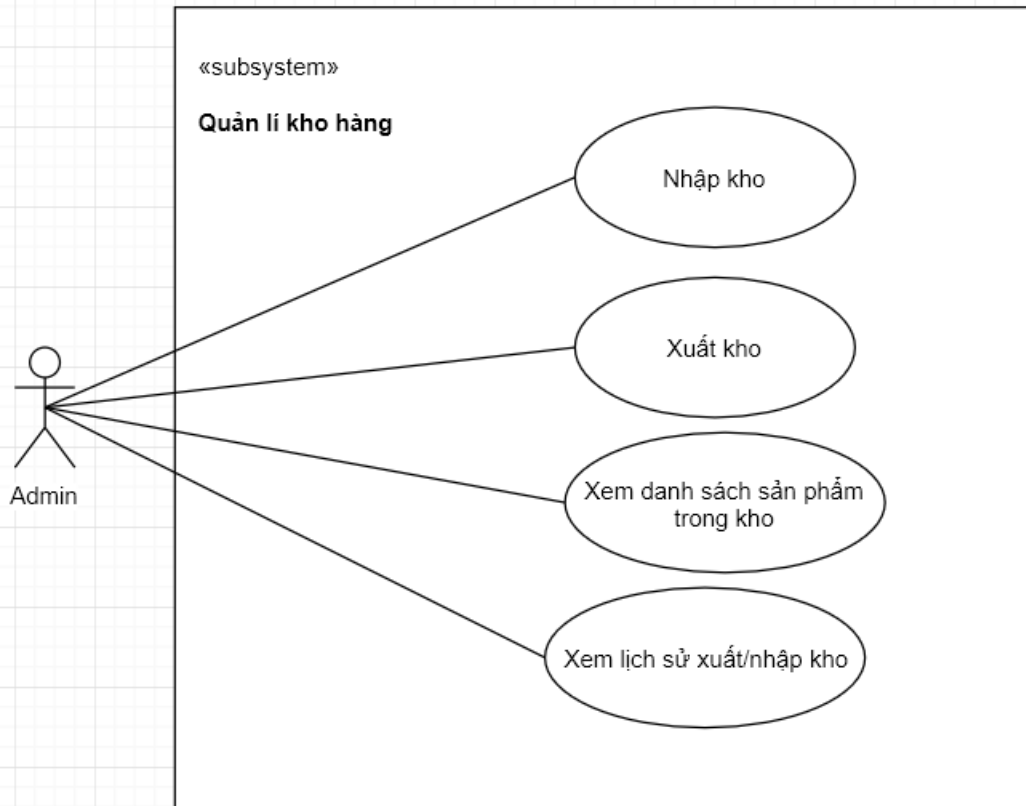 «subsystem»
Quản lí kho hàng
Nhập kho
Xuất kho
Admin
Xem danh sách sản phẩm
trong kho
Xem lịch sử xuất/nhập kho